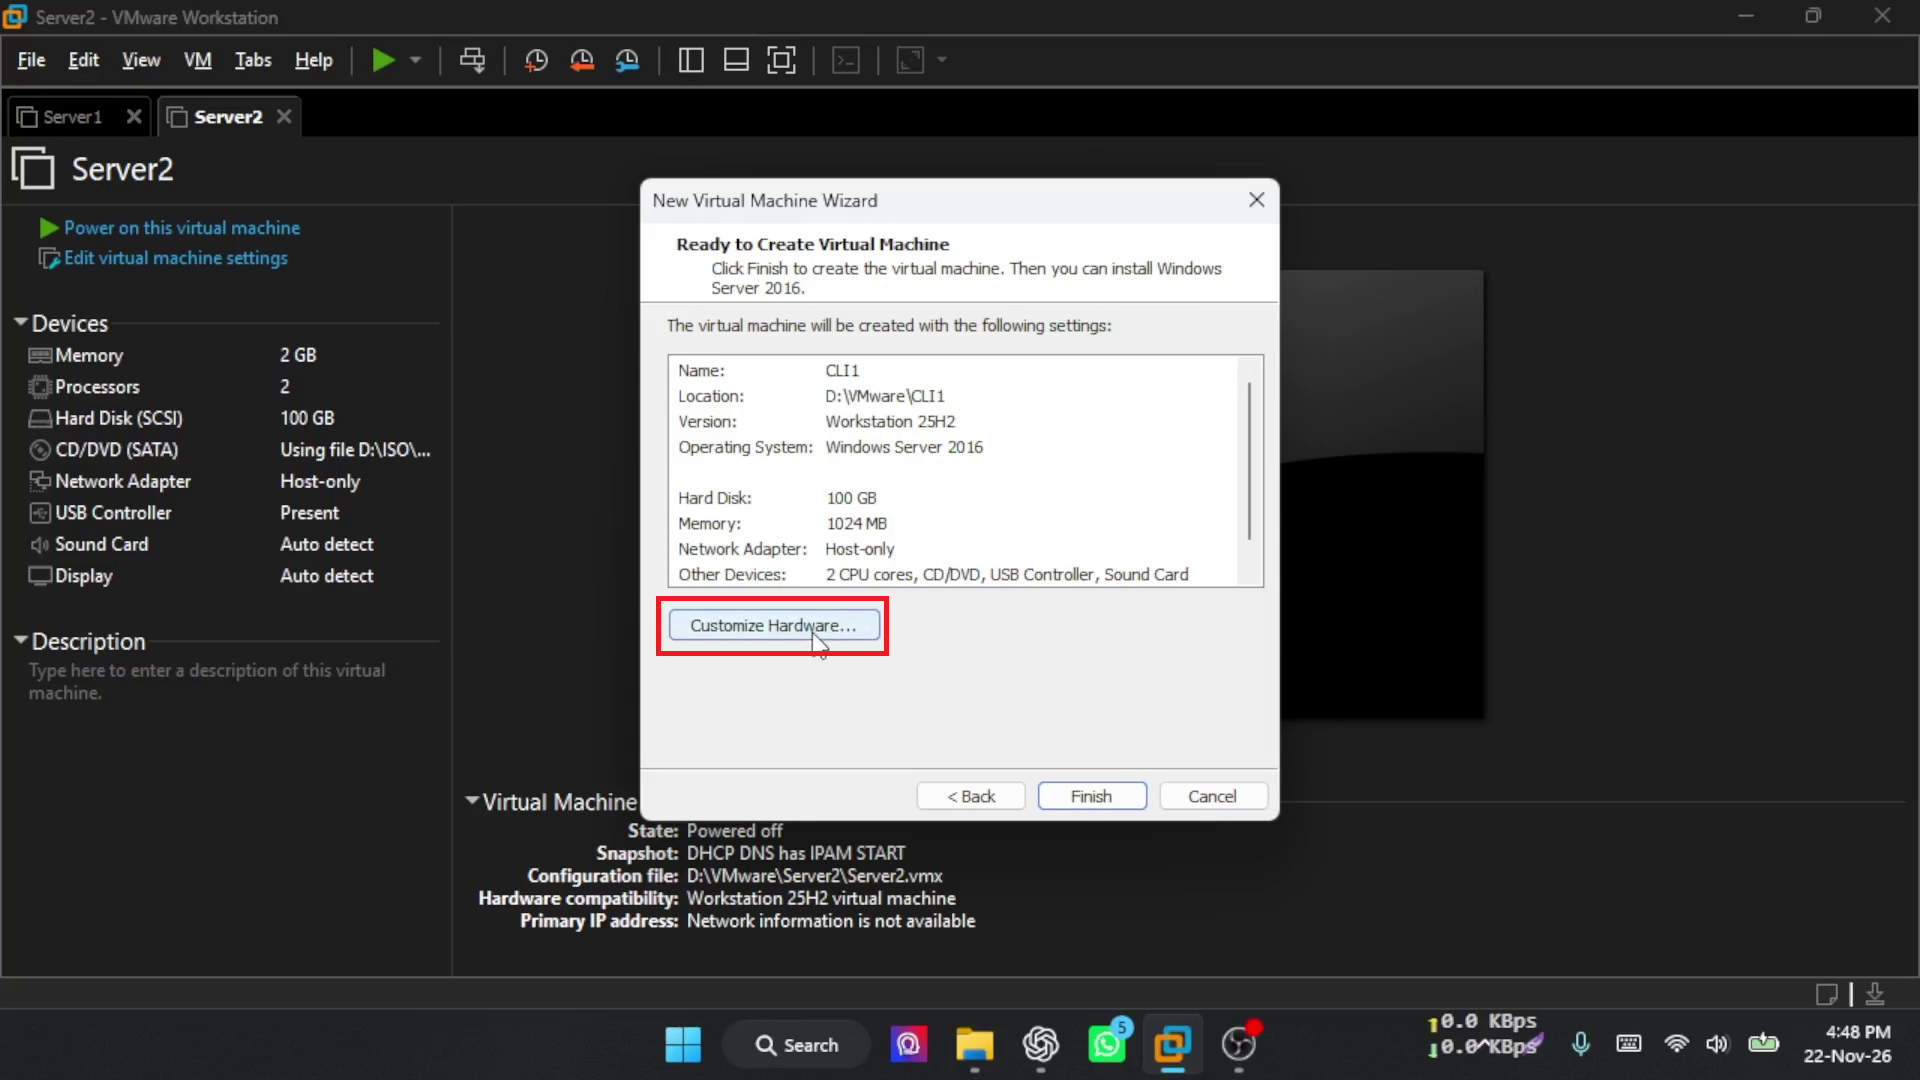 Server2 - VMware Workstation
File Edit View VM Tabs Help
Server1 Server2
Server2
Power on this virtual machine
Edit virtual machine settings
Devices
Memory 2 GB
Processors 2
Hard Disk (SCSI) 100 GB
CD/DVD (SATA) Using file D:\ISO\...
Network Adapter Host-only
USB Controller Present
Sound Card Auto detect
Display Auto detect
Description
Type here to enter a description of this virtual
machine.
New Virtual Machine Wizard
Ready to Create Virtual Machine
Click Finish to create the virtual machine. Then you can install Windows
Server 2016.
The virtual machine will be created with the following settings:
Name: CLI1
Location: D:\VMware\CLI1
Version: Workstation 25H2
Operating System: Windows Server 2016
Hard Disk: 100 GB
Memory: 1024 MB
Network Adapter: Host-only
Other Devices: 2 CPU cores, CD/DVD, USB Controller, Sound Card
Customize Hardware...
< Back Finish Cancel
Virtual Machine
State: Powered off
Snapshot: DHCP DNS has IPAM START
Configuration file: D:\VMware\Server2\Server2.vmx
Hardware compatibility: Workstation 25H2 virtual machine
Primary IP address: Network information is not available
Search
5
0.0 KBps
0.0 KBps
4:48 PM
22-Nov-26